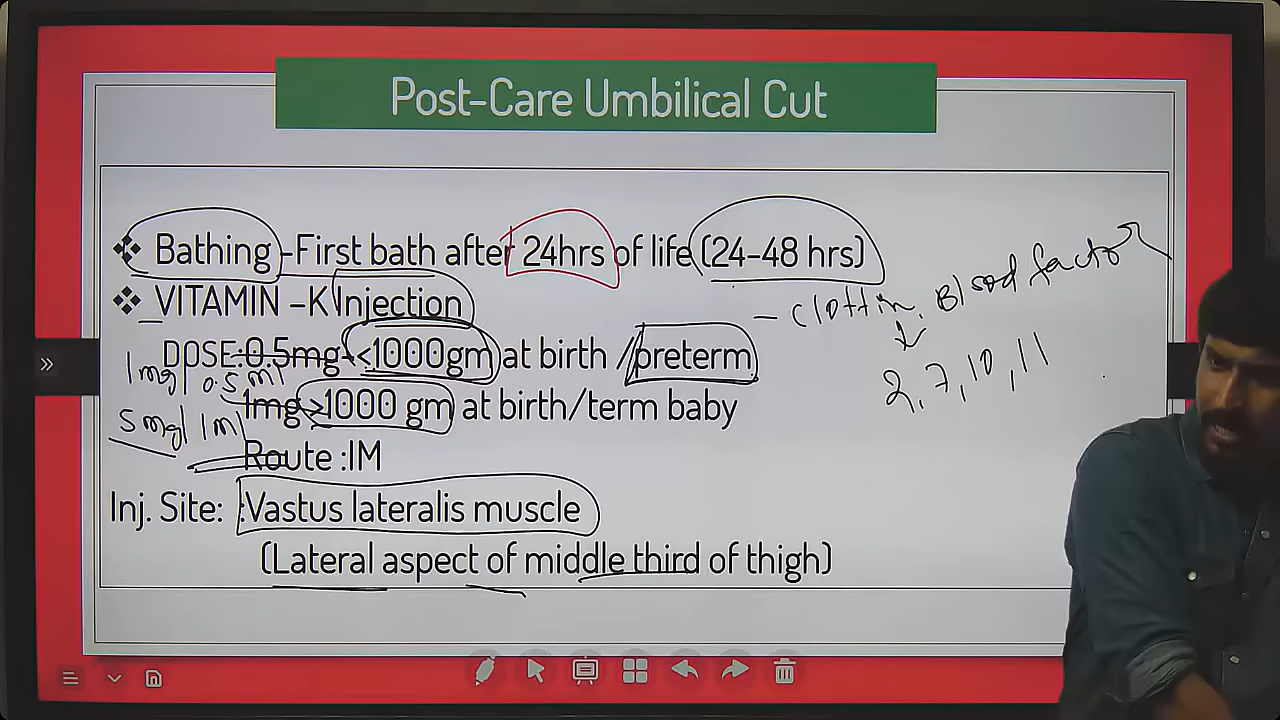 Post-Care Umbilical Cut
❖ Bathing -First bath after 24hrs of life (24-48 hrs)
❖ VITAMIN -K Injection
- Clottin. Blood factor
DOSE:0.5mg-<1000gm at birth /preterm
1mg/0.5ml
2, 7, 10, 11
1mg >1000 gm at birth/term baby
5mg/1ml
Route :IM
Inj. Site: :Vastus lateralis muscle
(Lateral aspect of middle third of thigh)